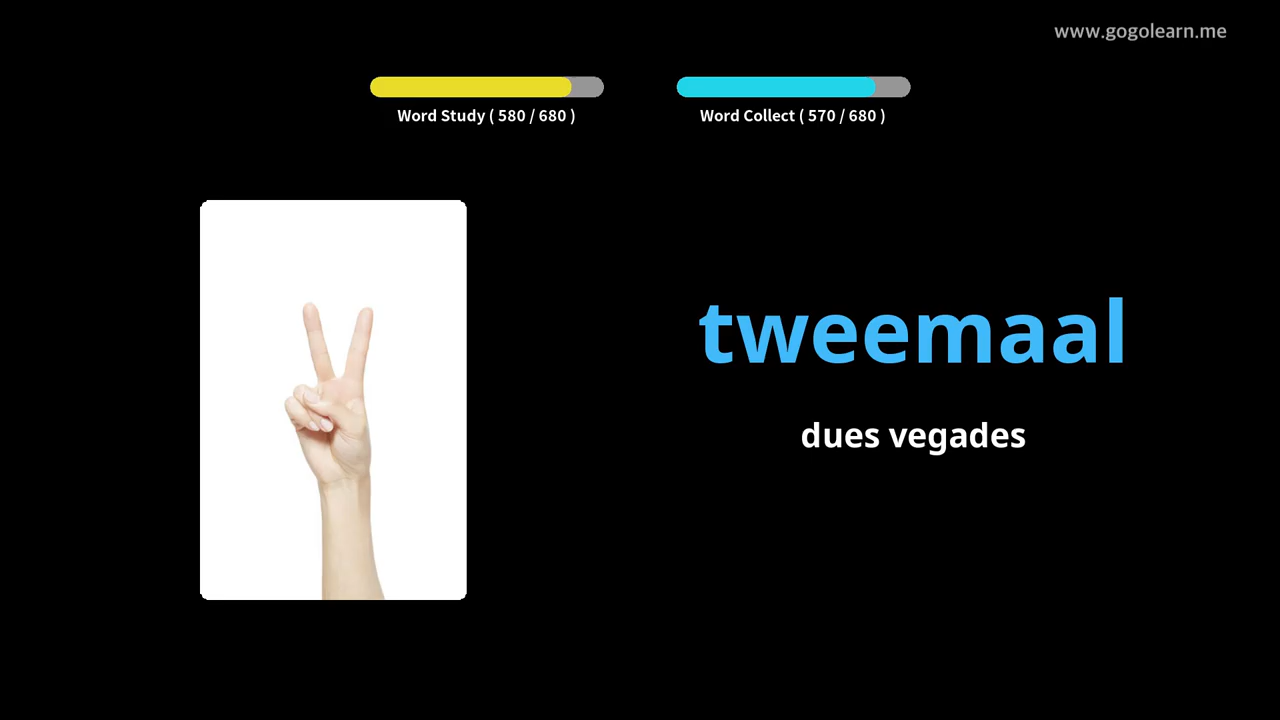 www.gogolearn.me
Word Study ( 580 / 680 )
Word Collect ( 570 / 680 )
tweemaal
dues vegades